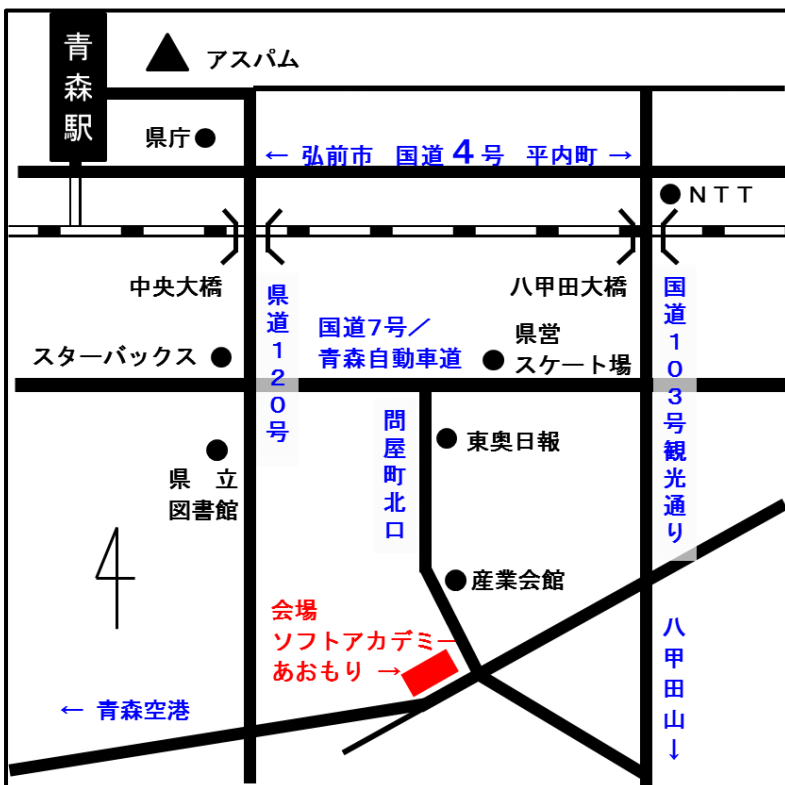 青森駅
アスパム
県庁
← 弘前市 国道4号 平内町 →
NTT
中央大橋
八甲田大橋
県道120号
国道103号観光通り
国道7号／
青森自動車道
県営
スケート場
スターバックス
問屋町北口
東奥日報
県 立
図書館
産業会館
会場
ソフトアカデミー
あおもり →
← 青森空港
八甲田山↓